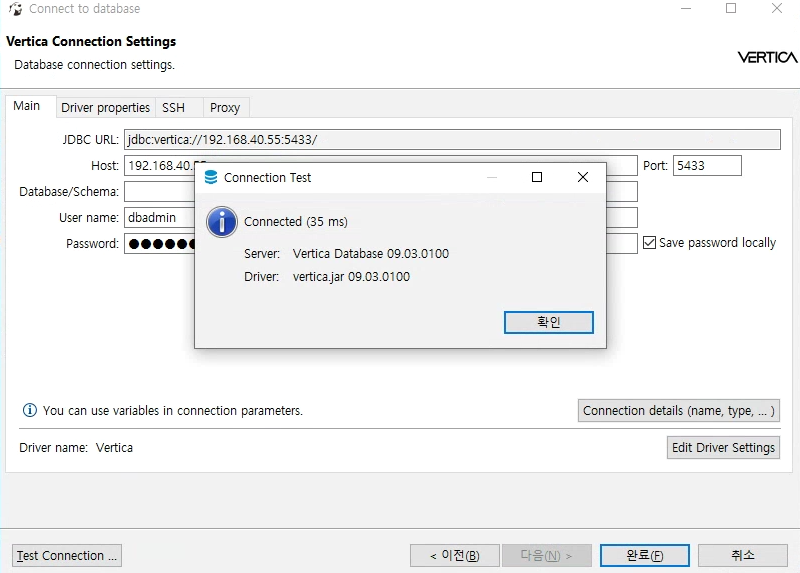 Connect to database
Vertica Connection Settings
Database connection settings.
VERTICA
Main Driver properties SSH Proxy
JDBC URL: jdbc:vertica://192.168.40.55:5433/
Host: 192.168.40.55 Port: 5433
Database/Schema:
User name: dbadmin
Password: ●●●●●● Save password locally
Connection Test
Connected (35 ms)
Server: Vertica Database 09.03.0100
Driver: vertica.jar 09.03.0100
확인
You can use variables in connection parameters.
Connection details (name, type, ... )
Driver name: Vertica
Edit Driver Settings
Test Connection ... < 이전(B) 다음(N) > 완료(F) 취소